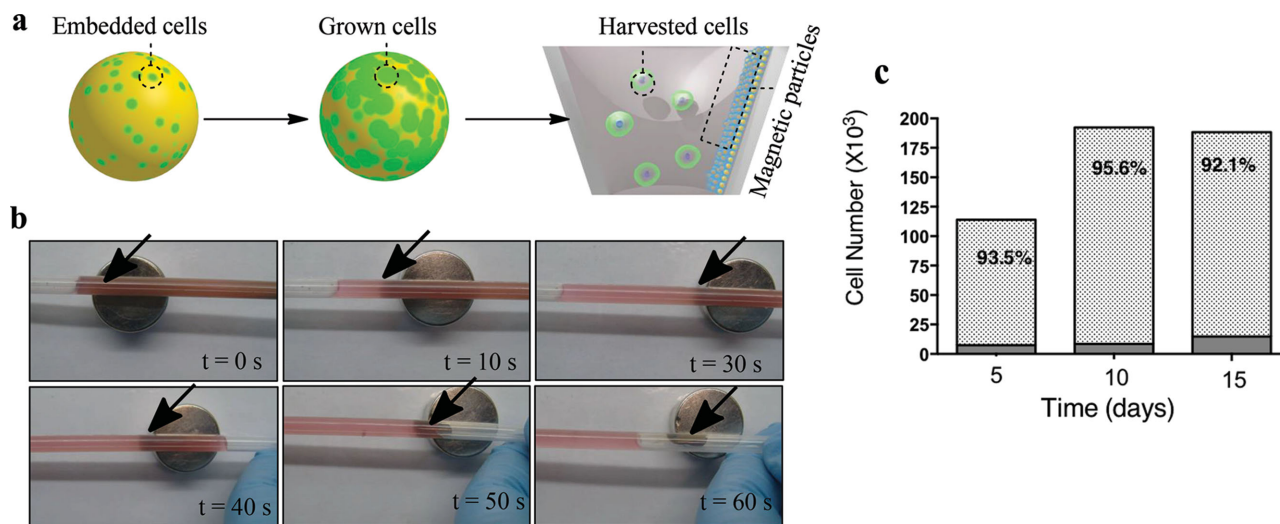 a
Embedded cells
Grown cells
Harvested cells
Magnetic particles
b
t = 0 s
t = 10 s
t = 30 s
t = 40 s
t = 50 s
t = 60 s
c
Cell Number (X10³)
200
175
150
125
100
75
50
25
0
93.5%
95.6%
92.1%
5
10
15
Time (days)